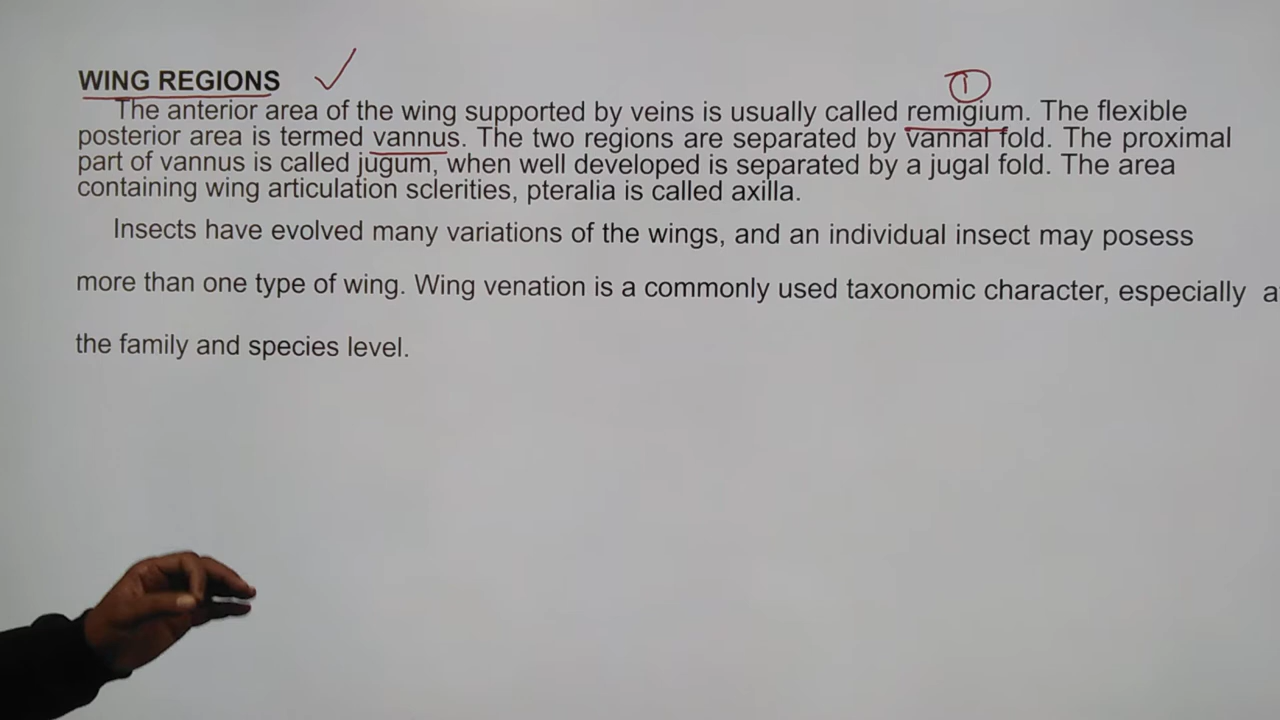 WING REGIONS
①
The anterior area of the wing supported by veins is usually called remigium. The flexible
posterior area is termed vannus. The two regions are separated by vannal fold. The proximal
part of vannus is called jugum, when well developed is separated by a jugal fold. The area
containing wing articulation sclerities, pteralia is called axilla.
Insects have evolved many variations of the wings, and an individual insect may posess
more than one type of wing. Wing venation is a commonly used taxonomic character, especially
the family and species level.